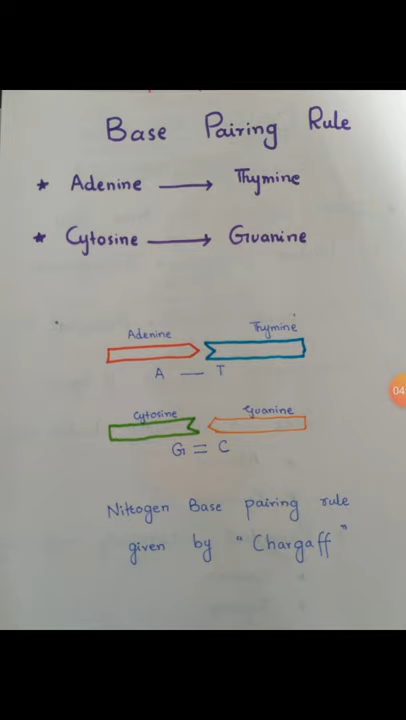 Base Pairing Rule
* Adenine → Thymine
* Cytosine → Guanine
Adenine Thymine
A — T
Cytosine Guanine
G = C
Nitrogen Base pairing rule
given by "Chargaff"
04